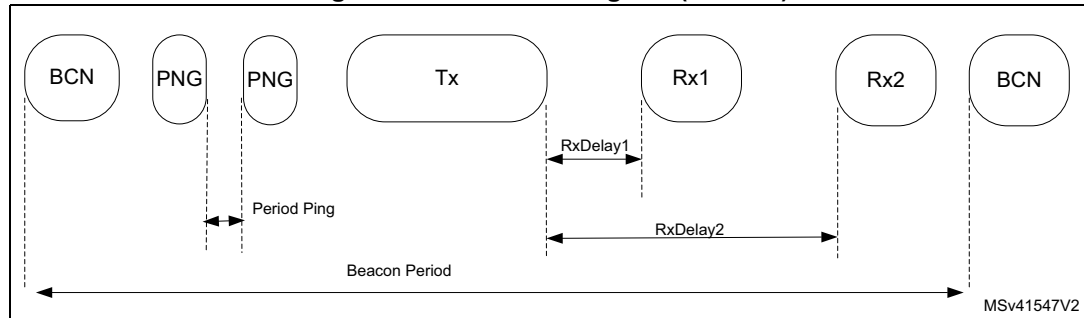 BCN
PNG
PNG
Tx
Rx1
Rx2
BCN
RxDelay1
Period Ping
RxDelay2
Beacon Period
MSv41547V2